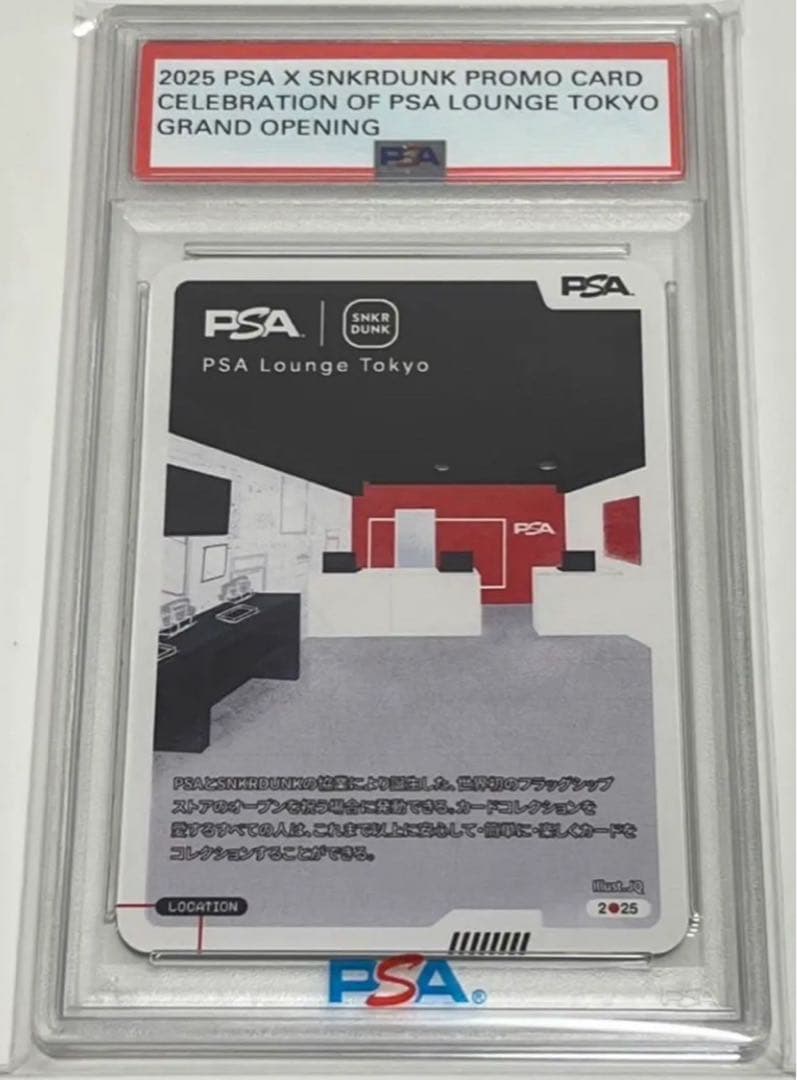 2025 PSA X SNKRDUNK PROMO CARD
CELEBRATION OF PSA LOUNGE TOKYO
GRAND OPENING
PSA
PSA
PSA
SNKR
DUNK
PSA Lounge Tokyo
PSA
PSAとSNKRDUNKの協業により誕生した、世界初のフラッグシップ
ストアのオープンを祝う場合に発動できる。カードコレクションを
愛するすべての人は、これまで以上に安心して・簡単に・楽しくカードを
コレクションすることができる。
Illust.JQ
LOCATION
2025
PSA®